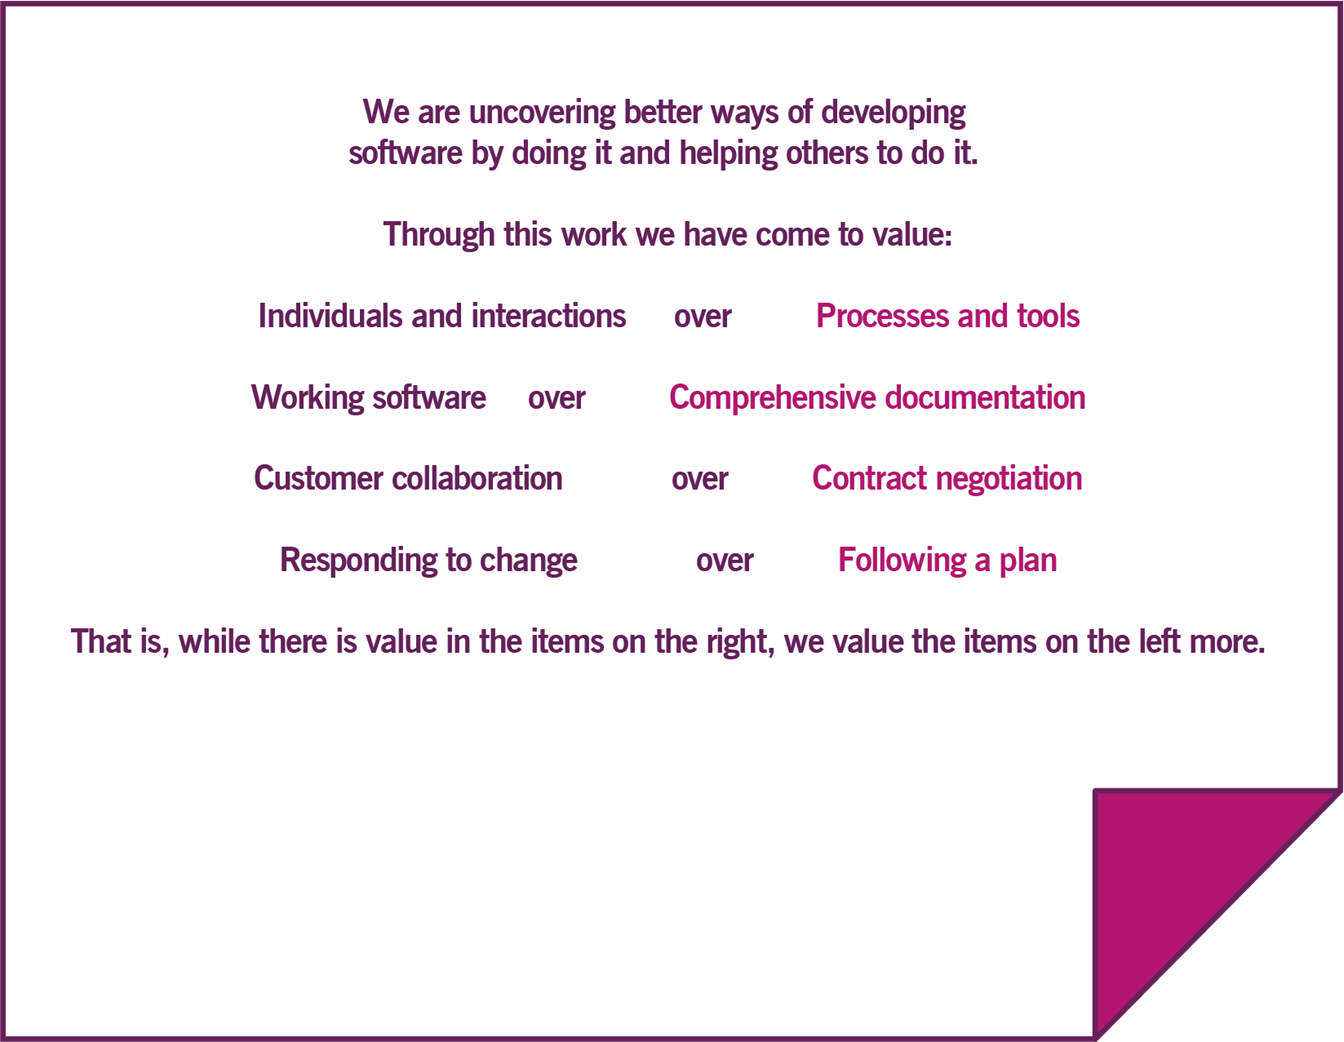 We are uncovering better ways of developing
software by doing it and helping others to do it.
Through this work we have come to value:
Individuals and interactions over Processes and tools
Working software over Comprehensive documentation
Customer collaboration over Contract negotiation
Responding to change over Following a plan
That is, while there is value in the items on the right, we value the items on the left more.